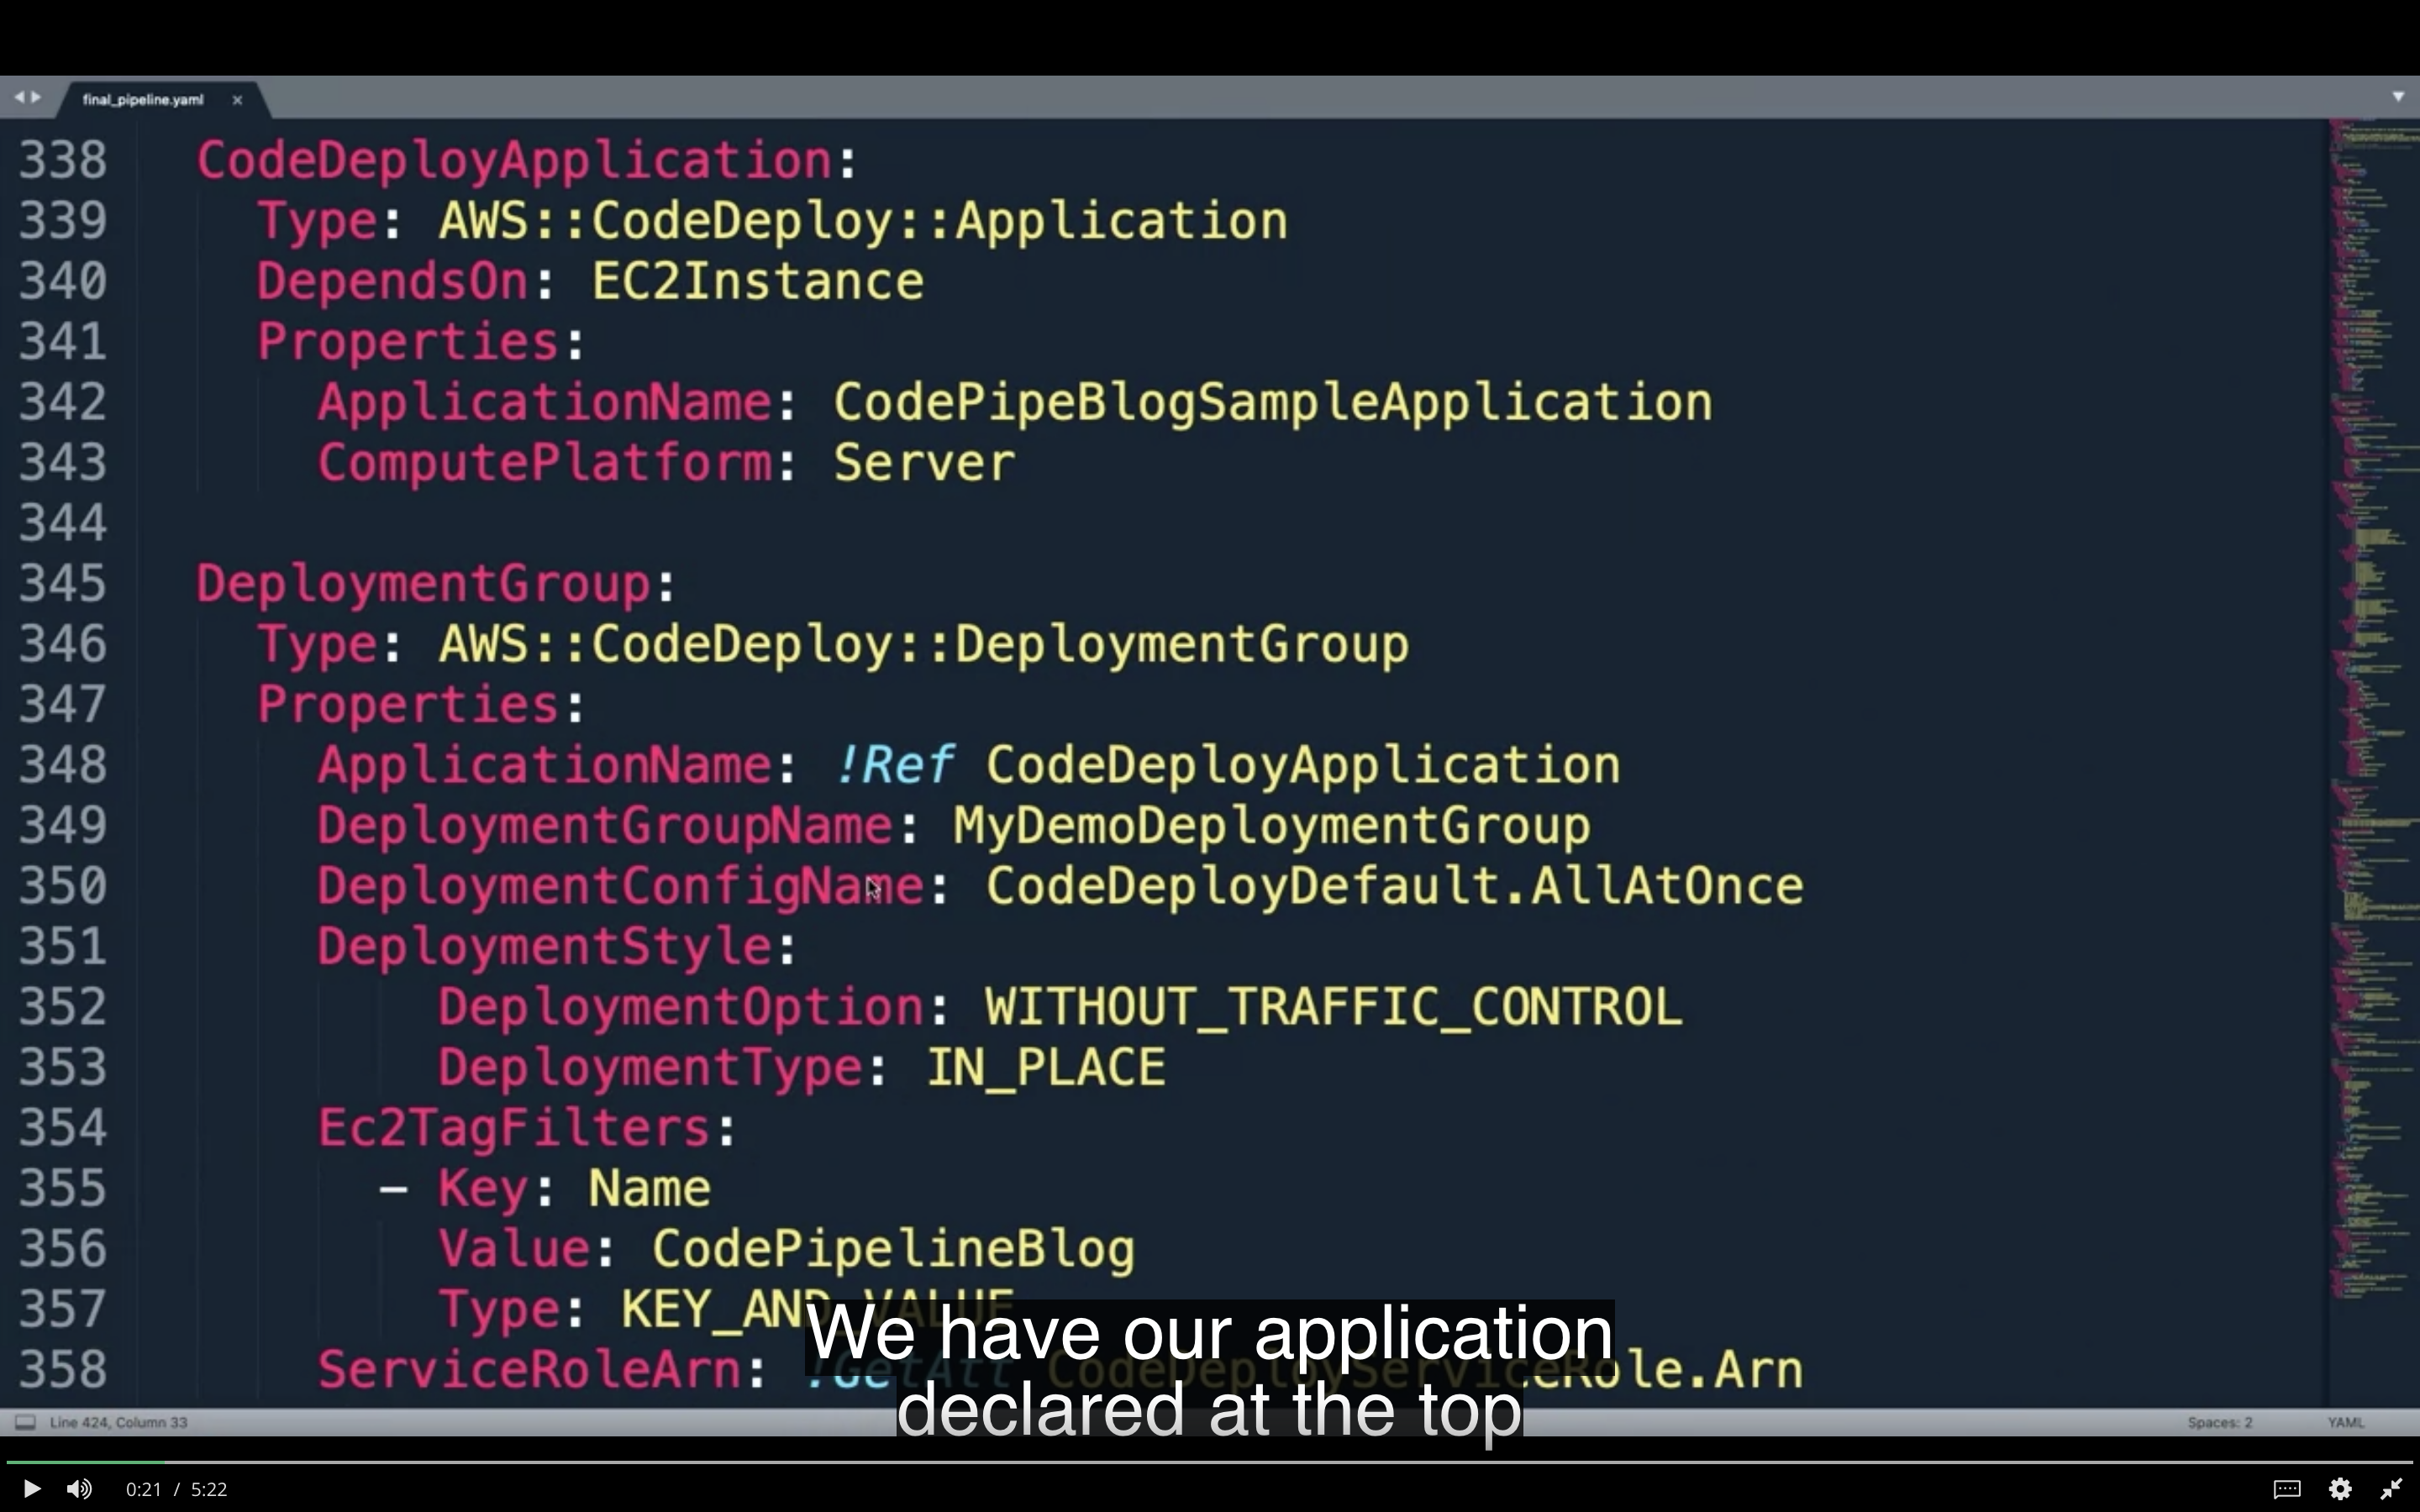 final_pipeline.yaml ×
338 CodeDeployApplication:
339 Type: AWS::CodeDeploy::Application
340 DependsOn: EC2Instance
341 Properties:
342 ApplicationName: CodePipeBlogSampleApplication
343 ComputePlatform: Server
344
345 DeploymentGroup:
346 Type: AWS::CodeDeploy::DeploymentGroup
347 Properties:
348 ApplicationName: !Ref CodeDeployApplication
349 DeploymentGroupName: MyDemoDeploymentGroup
350 DeploymentConfigName: CodeDeployDefault.AllAtOnce
351 DeploymentStyle:
352 DeploymentOption: WITHOUT_TRAFFIC_CONTROL
353 DeploymentType: IN_PLACE
354 Ec2TagFilters:
355 - Key: Name
356 Value: CodePipelineBlog
357 Type: KEY_AND_VALUE
358 ServiceRoleArn: !GetAtt CodeDeployServiceRole.Arn
We have our application
declared at the top
Line 424, Column 33 Spaces: 2 YAML
0:21 / 5:22